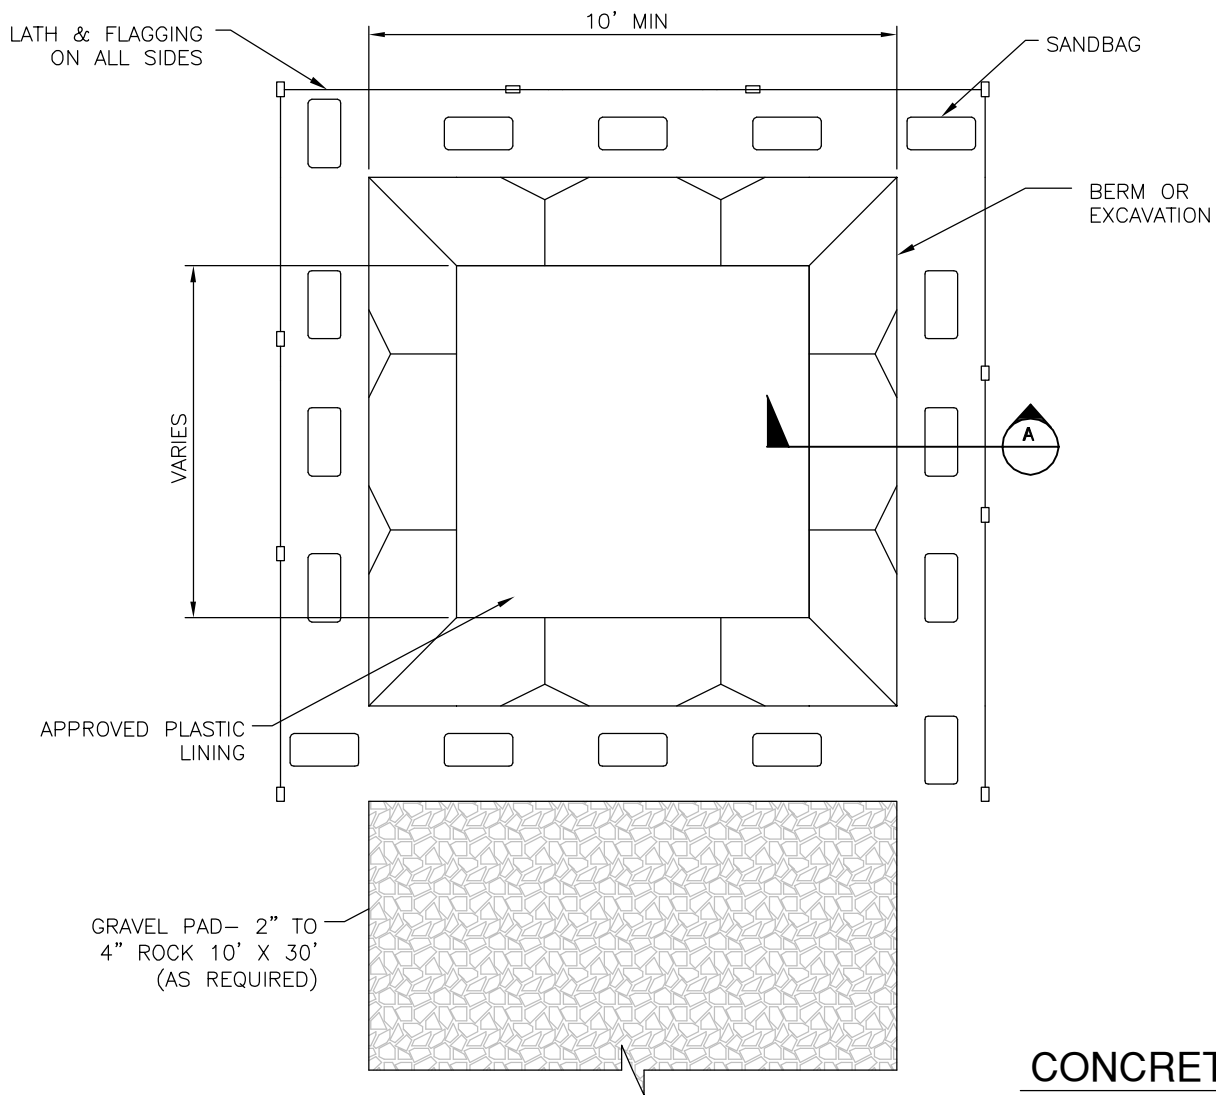 10' MIN
LATH & FLAGGING
ON ALL SIDES
SANDBAG
BERM OR
EXCAVATION
VARIES
A
APPROVED PLASTIC
LINING
GRAVEL PAD– 2" TO
4" ROCK 10' X 30'
(AS REQUIRED)
CONCRET